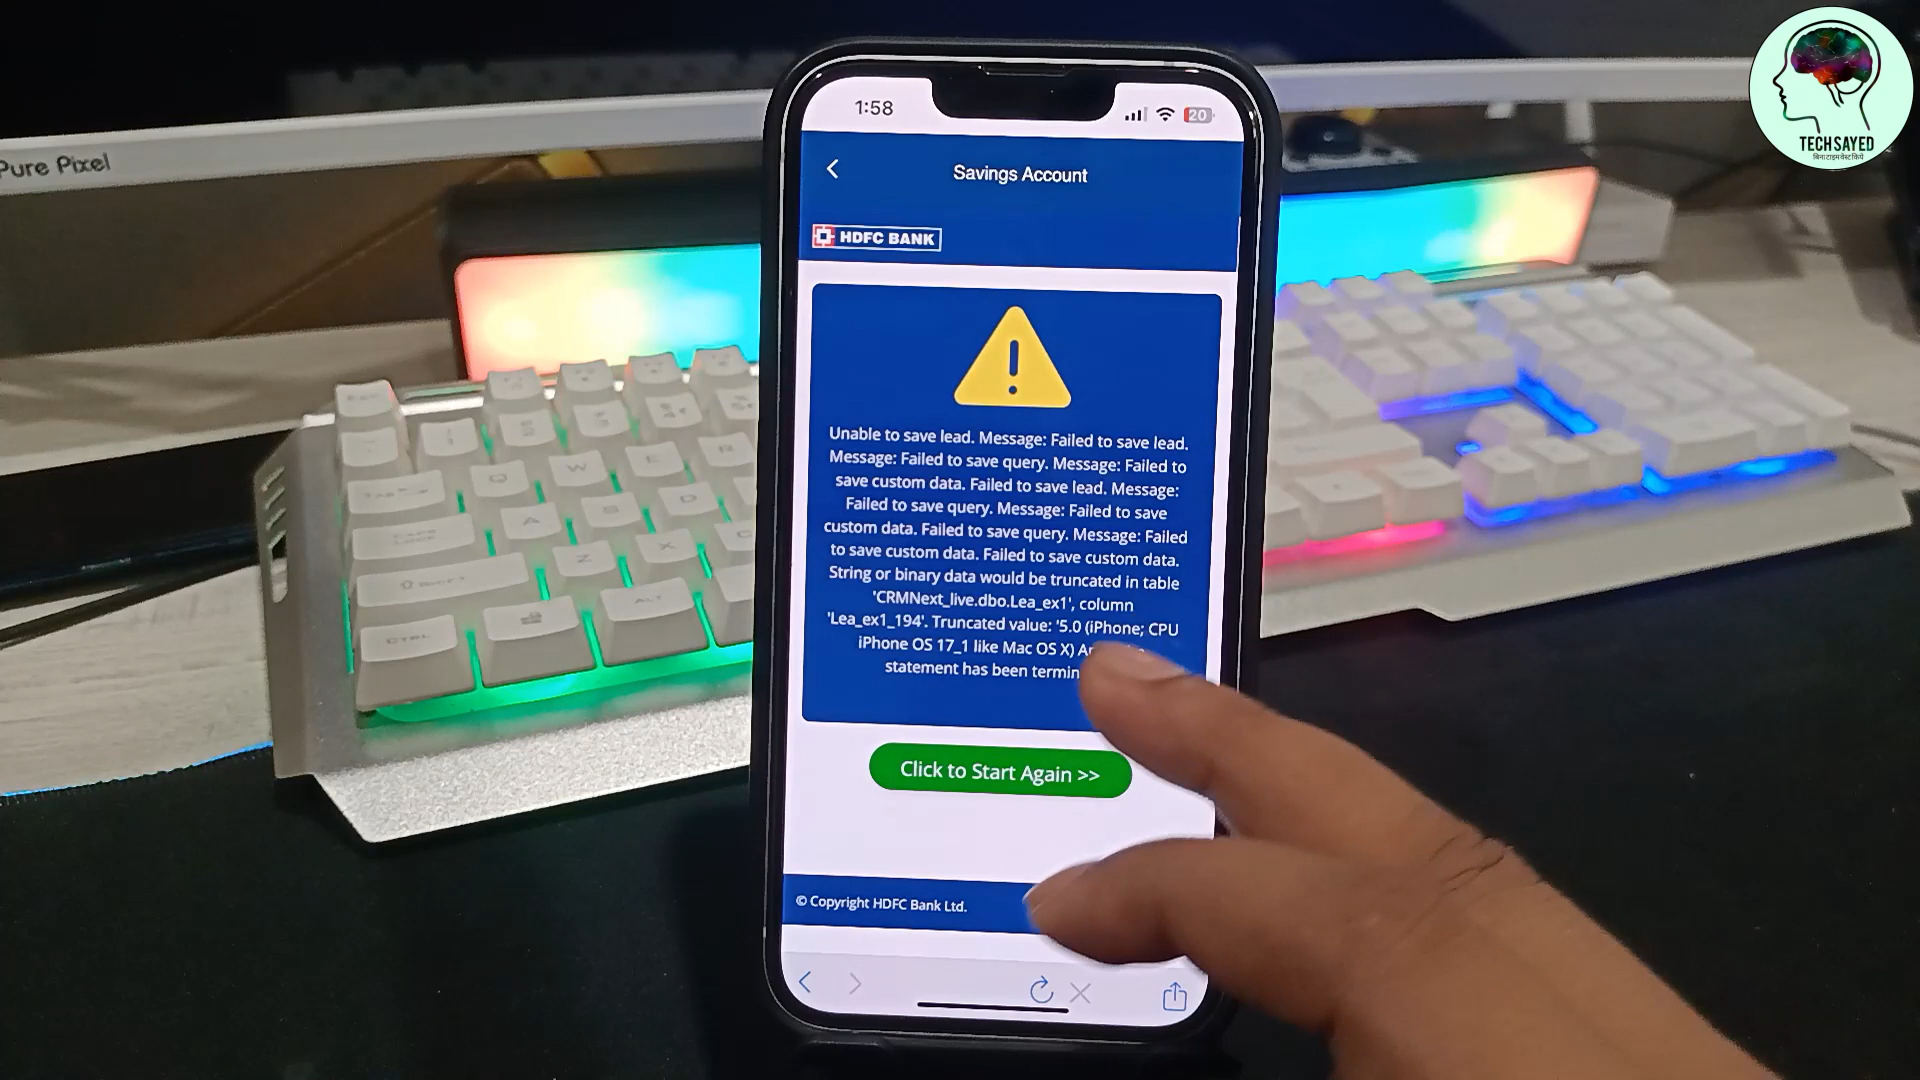 TECH SAYED
बिना टाइम वेस्ट किये
Pure Pixel
1:58
20
Savings Account
HDFC BANK
Unable to save lead. Message: Failed to save lead.
Message: Failed to save query. Message: Failed to
save custom data. Failed to save lead. Message:
Failed to save query. Message: Failed to save
custom data. Failed to save query. Message: Failed
to save custom data. Failed to save custom data.
String or binary data would be truncated in table
'CRMNext_live.dbo.Lea_ex1', column
'Lea_ex1_194'. Truncated value: '5.0 (iPhone; CPU
iPhone OS 17_1 like Mac OS X)
statement has been
Click to Start Again >>
© Copyright HDFC Bank Ltd.
Q W
A S D
Z X C
CTRL
ALT